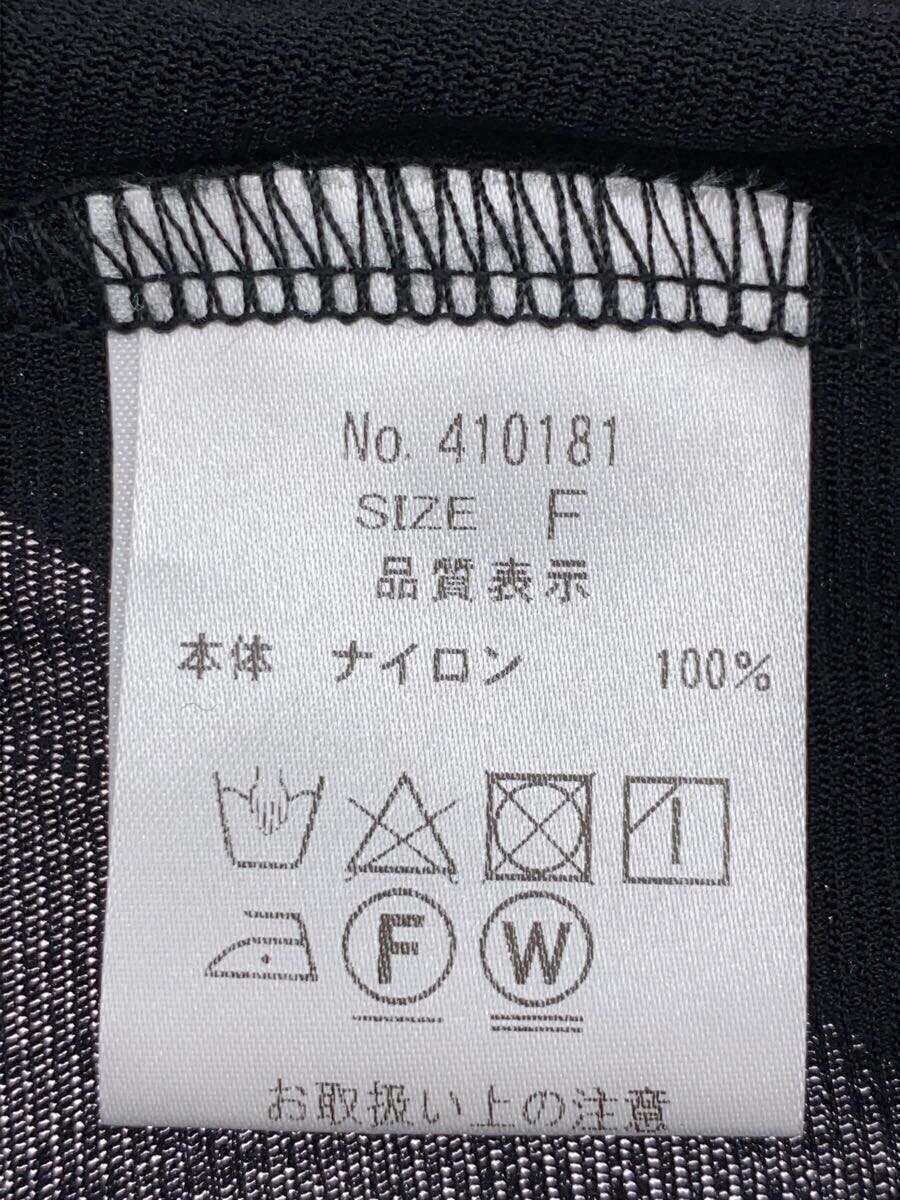 No. 410181
SIZE F
品質表示
本体 ナイロン 100%
F W
お取扱い上の注意